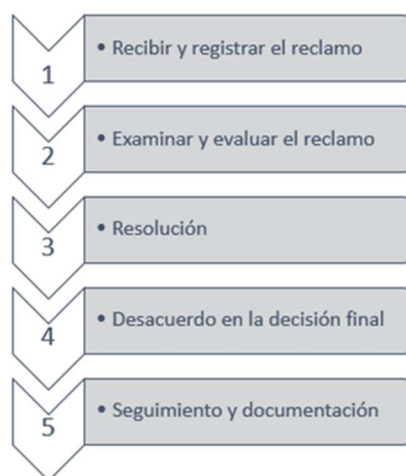 1
• Recibir y registrar el reclamo
2
• Examinar y evaluar el reclamo
3
• Resolución
4
• Desacuerdo en la decisión final
5
• Seguimiento y documentación